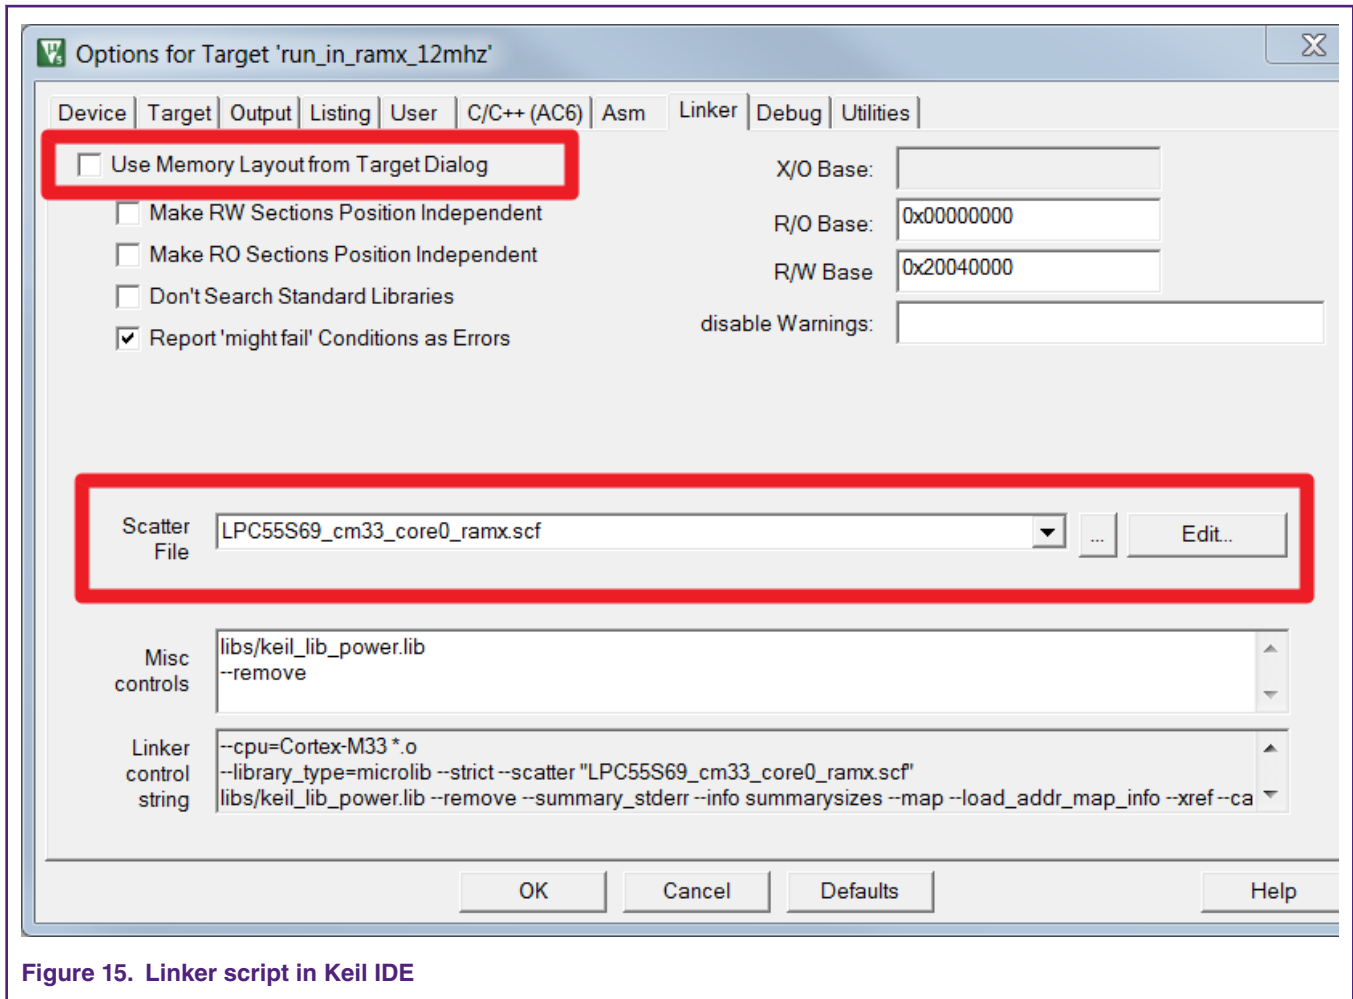 Options for Target 'run_in_ramx_12mhz'
Device Target Output Listing User C/C++ (AC6) Asm Linker Debug Utilities
Use Memory Layout from Target Dialog
X/O Base:
Make RW Sections Position Independent
R/O Base: 0x00000000
Make RO Sections Position Independent
R/W Base 0x20040000
Don't Search Standard Libraries
disable Warnings:
Report 'might fail' Conditions as Errors
Scatter File
LPC55S69_cm33_core0_ramx.scf
... Edit...
Misc controls
libs/keil_lib_power.lib
--remove
Linker control string
--cpu=Cortex-M33 *.o
--library_type=microlib --strict --scatter "LPC55S69_cm33_core0_ramx.scf"
libs/keil_lib_power.lib --remove --summary_stderr --info summarysizes --map --load_addr_map_info --xref --ca
OK Cancel Defaults Help
Figure 15. Linker script in Keil IDE